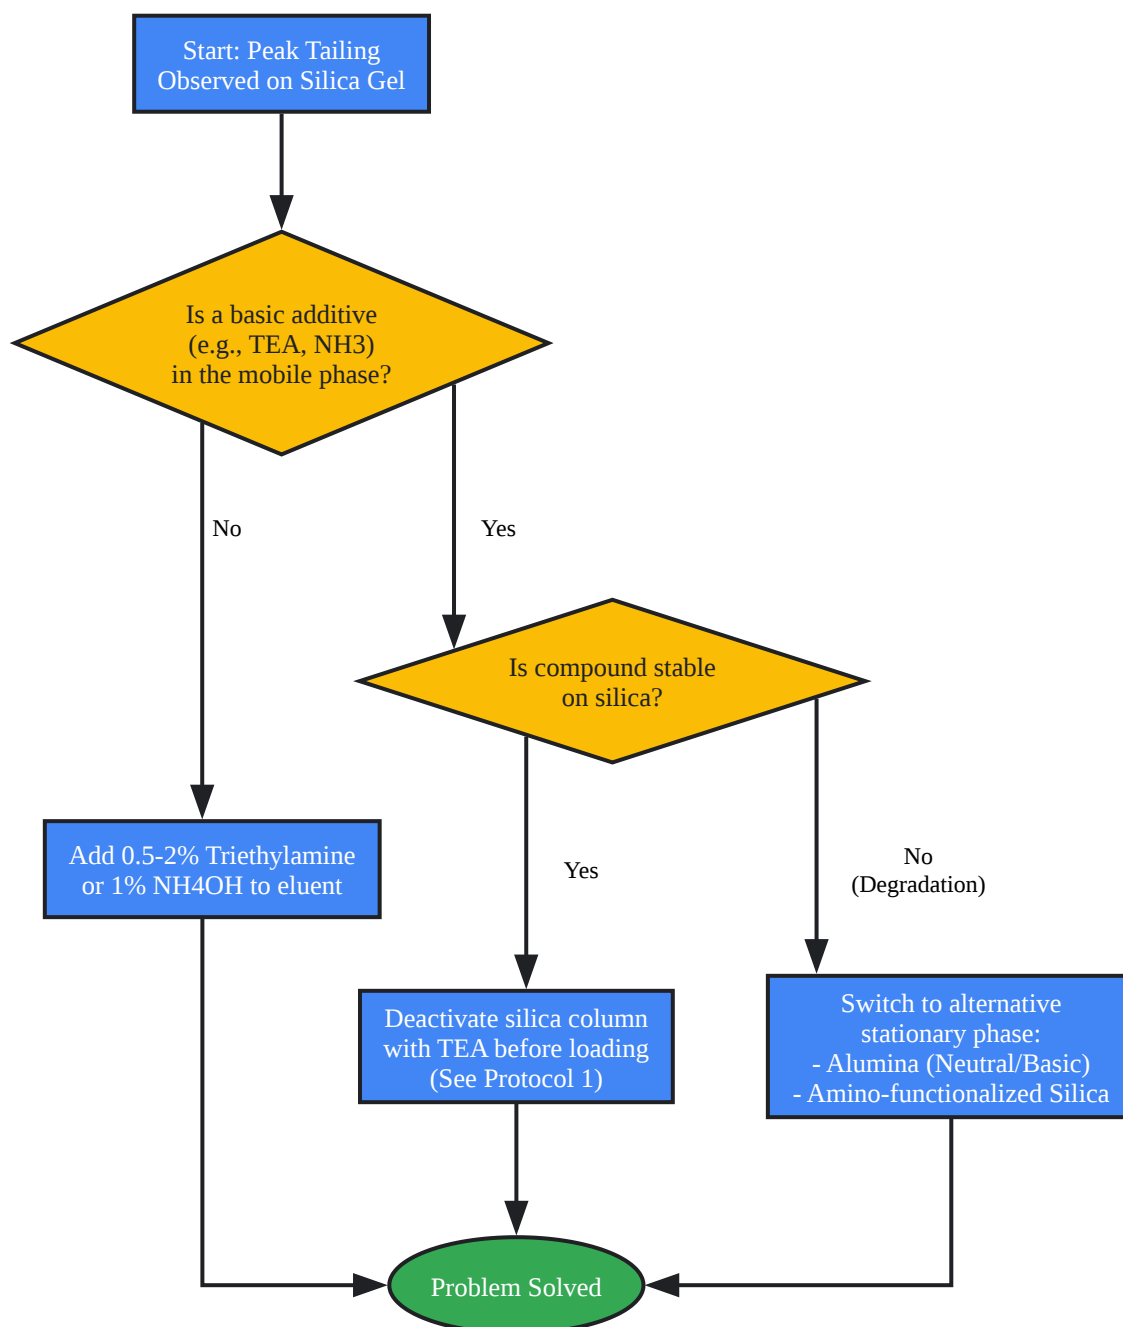 Start: Peak Tailing
Observed on Silica Gel
Is a basic additive
(e.g., TEA, NH3)
in the mobile phase?
No
Yes
Is compound stable
on silica?
Add 0.5-2% Triethylamine
or 1% NH4OH to eluent
Yes
No
(Degradation)
Deactivate silica column
with TEA before loading
(See Protocol 1)
Switch to alternative
stationary phase:
- Alumina (Neutral/Basic)
- Amino-functionalized Silica
Problem Solved